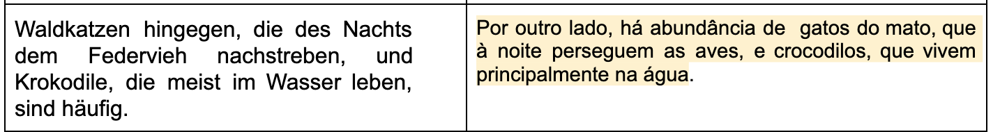 Waldkatzen hingegen, die des Nachts
dem Federvieh nachstreben, und
Krokodile, die meist im Wasser leben,
sind häufig.
Por outro lado, há abundância de gatos do mato, que
à noite perseguem as aves, e crocodilos, que vivem
principalmente na água.